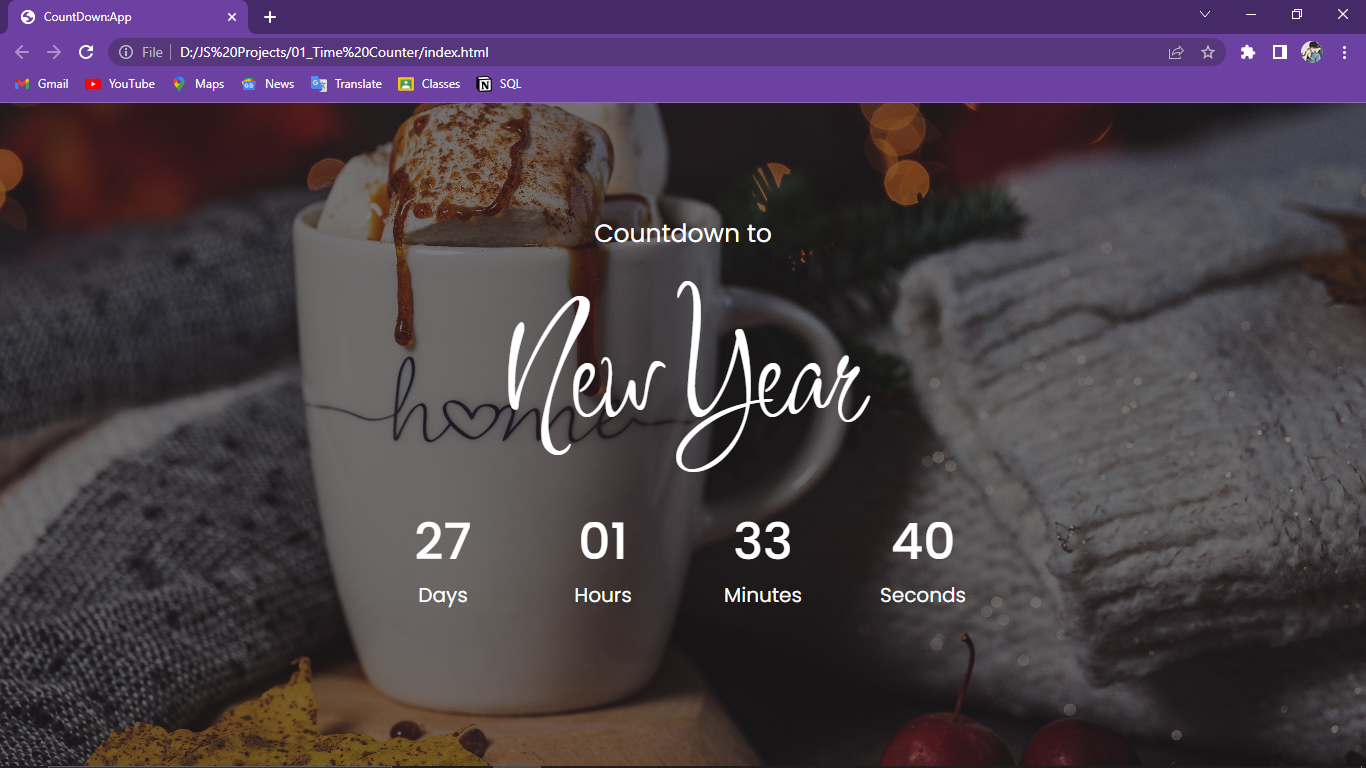 CountDown:App
File
D:/JS%20Projects/01_Time%20Counter/index.html
Gmail YouTube Maps News Translate Classes SQL
Countdown to
New Year
home
27 01 33 40
Days Hours Minutes Seconds